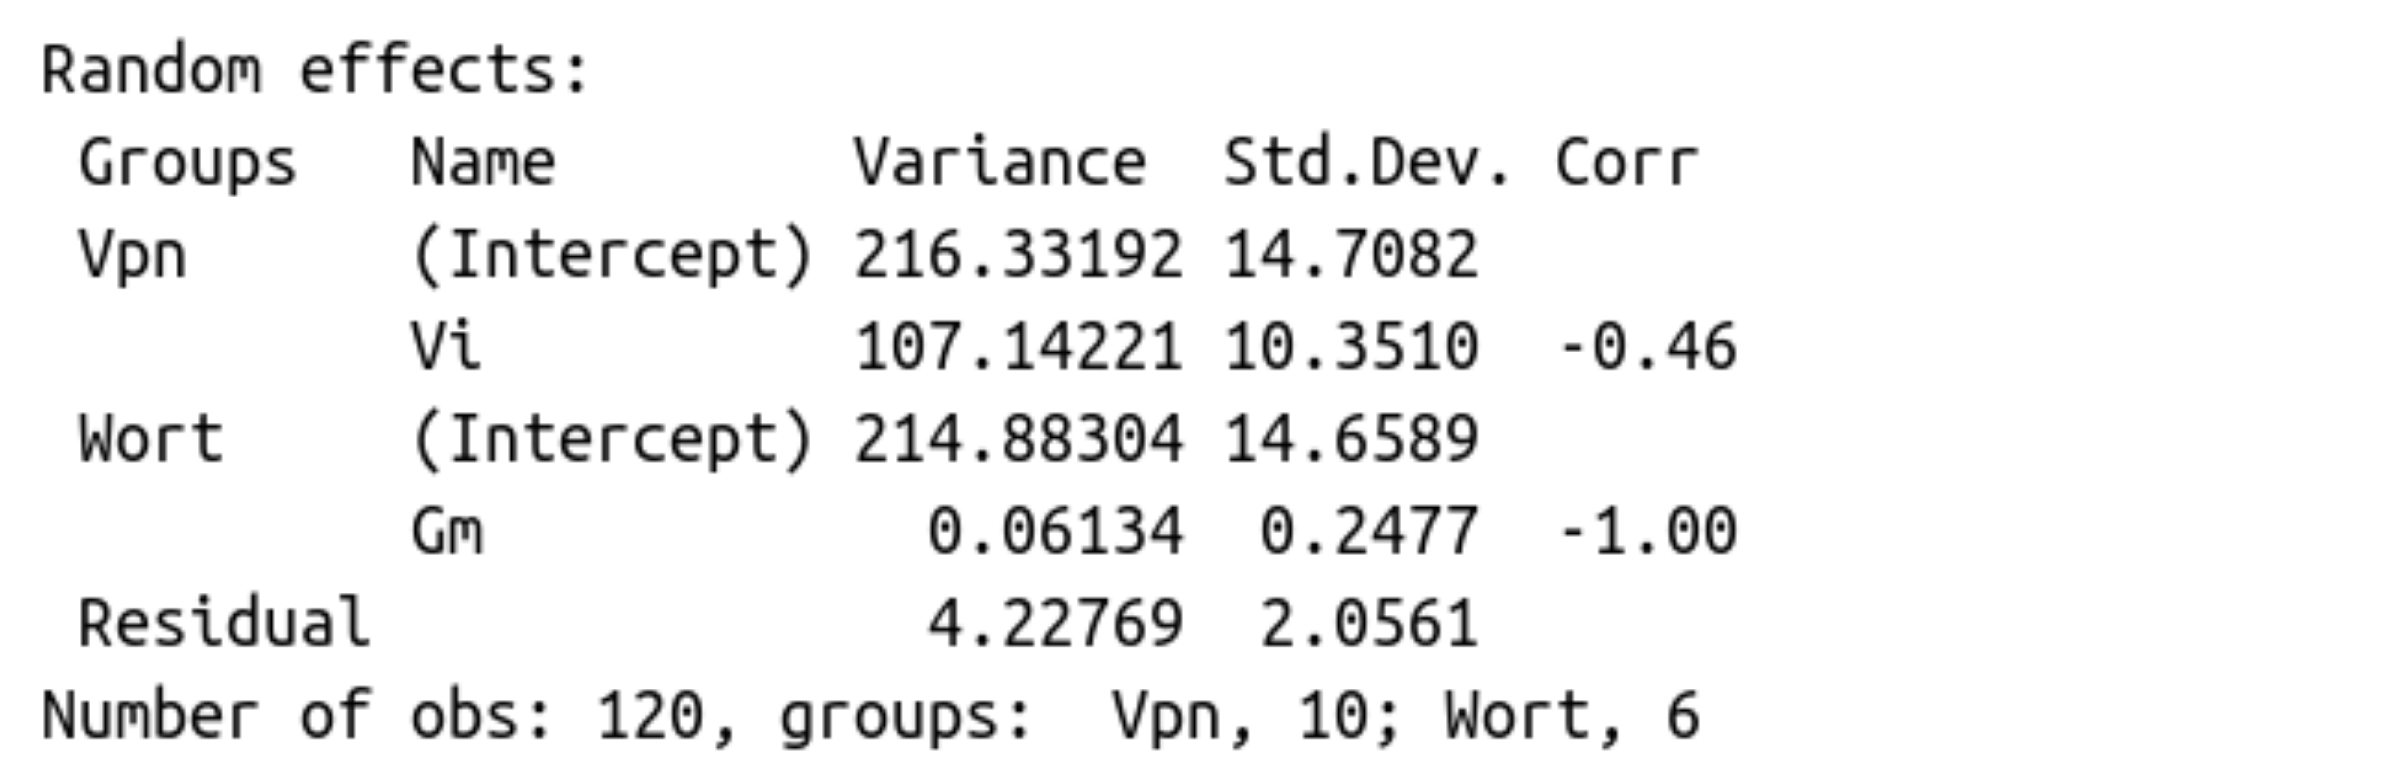 Random effects:
 Groups   Name        Variance  Std.Dev. Corr
 Vpn      (Intercept) 216.33192 14.7082
          Vi          107.14221 10.3510  -0.46
 Wort     (Intercept) 214.88304 14.6589
          Gm            0.06134  0.2477  -1.00
 Residual               4.22769  2.0561
Number of obs: 120, groups:  Vpn, 10; Wort, 6